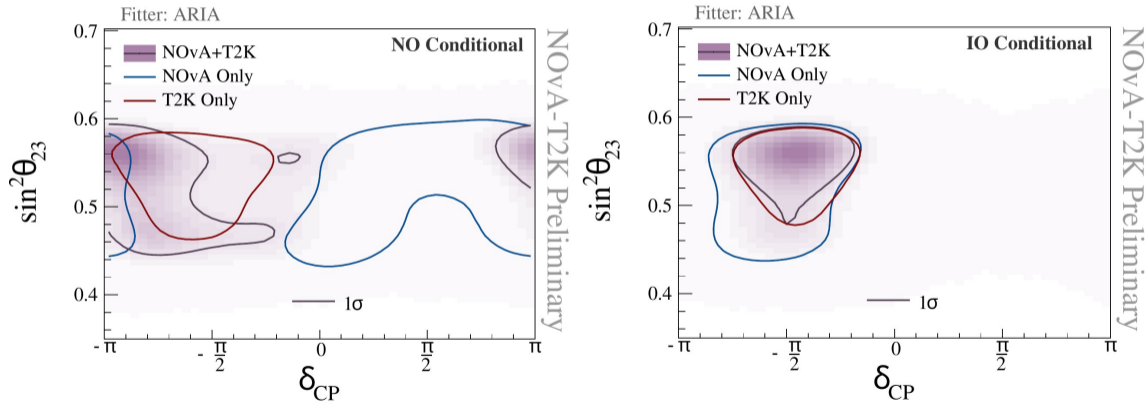 Fitter: ARIA
0.7
NO Conditional
NOvA+T2K
NOvA Only
T2K Only
0.6
sin²θ₂₃
0.5
0.4
1σ
-π
-π/2
0
π/2
π
δCP
NOvA-T2K Preliminary
Fitter: ARIA
0.7
IO Conditional
NOvA+T2K
NOvA Only
T2K Only
0.6
sin²θ₂₃
0.5
0.4
1σ
-π
-π/2
0
π/2
π
δCP
NOvA-T2K Preliminary